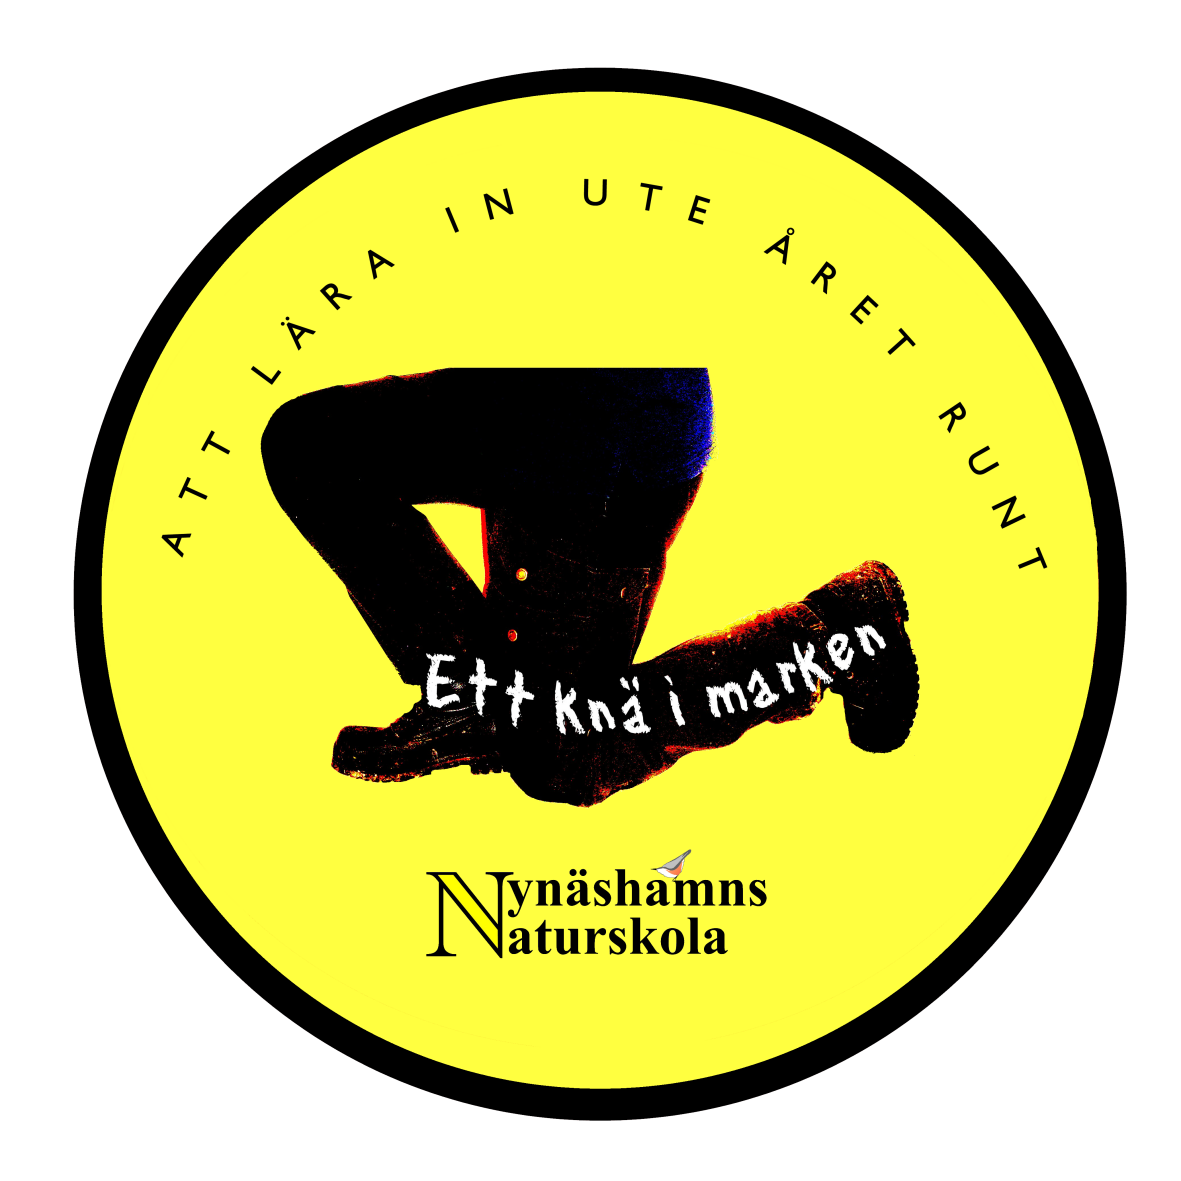 ATT LÄRA IN UTE ÅRET RUNT
Ett knä i marken
Nynäshamns
Naturskola